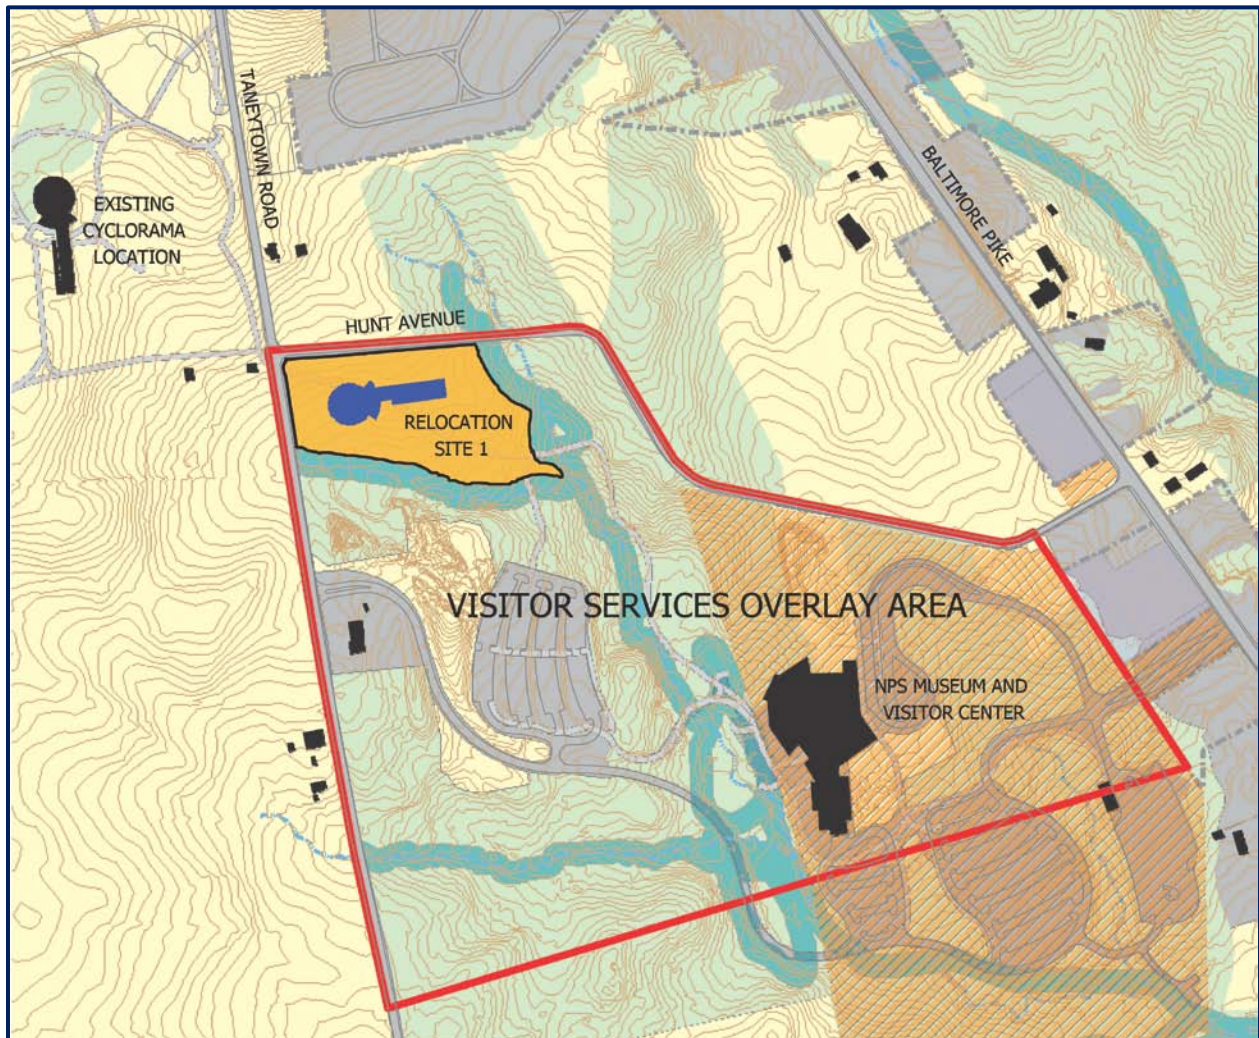 TANEYTOWN ROAD
BALTIMORE PIKE
EXISTING
CYCLORAMA
LOCATION
HUNT AVENUE
RELOCATION
SITE 1
VISITOR SERVICES OVERLAY AREA
NPS MUSEUM AND
VISITOR CENTER